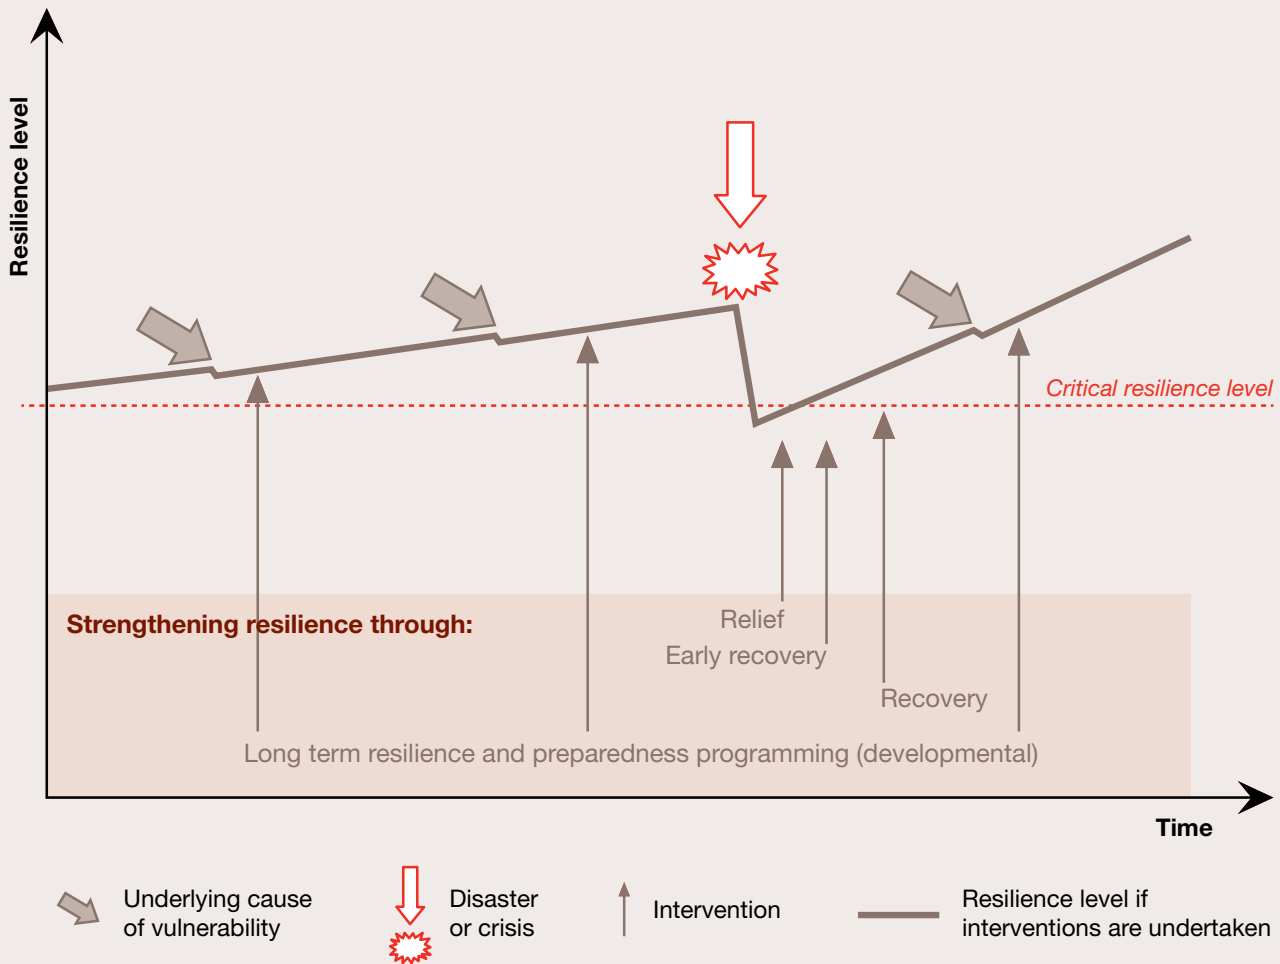 Resilience level
Critical resilience level
Strengthening resilience through:
Relief
Early recovery
Recovery
Long term resilience and preparedness programming (developmental)
Time
Underlying cause
of vulnerability
Disaster
or crisis
Intervention
Resilience level if
interventions are undertaken